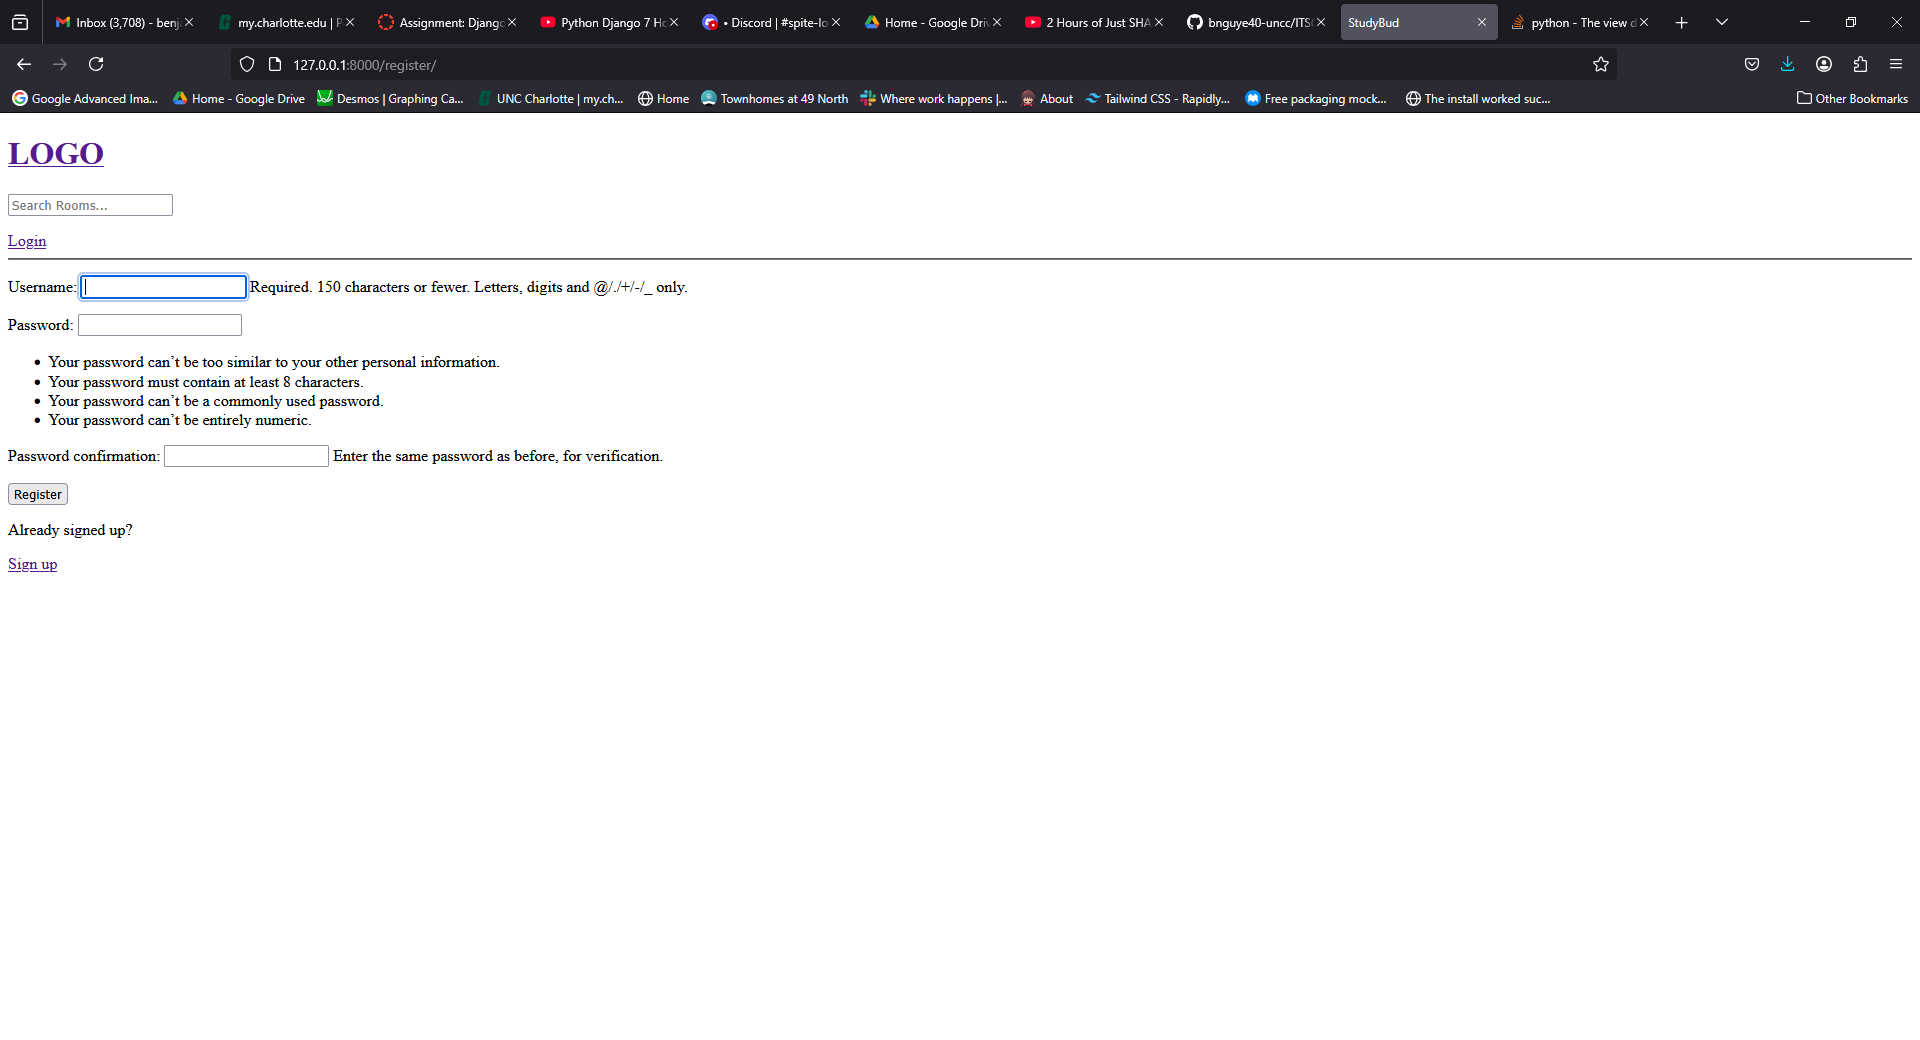 Inbox (3,708) - benj
my.charlotte.edu | P
Assignment: Django
Python Django 7 Ho
• Discord | #spite-lo
Home - Google Driv
2 Hours of Just SHA
bnguye40-uncc/ITSC
StudyBud
python - The view d
127.0.0.1:8000/register/
Google Advanced Ima...
Home - Google Drive
Desmos | Graphing Ca...
UNC Charlotte | my.ch...
Home
Townhomes at 49 North
Where work happens |...
About
Tailwind CSS - Rapidly...
Free packaging mock...
The install worked suc...
Other Bookmarks
LOGO
Search Rooms...
Login
Username: Required. 150 characters or fewer. Letters, digits and @/./+/-/_ only.
Password:
• Your password can’t be too similar to your other personal information.
• Your password must contain at least 8 characters.
• Your password can’t be a commonly used password.
• Your password can’t be entirely numeric.
Password confirmation: Enter the same password as before, for verification.
Register
Already signed up?
Sign up